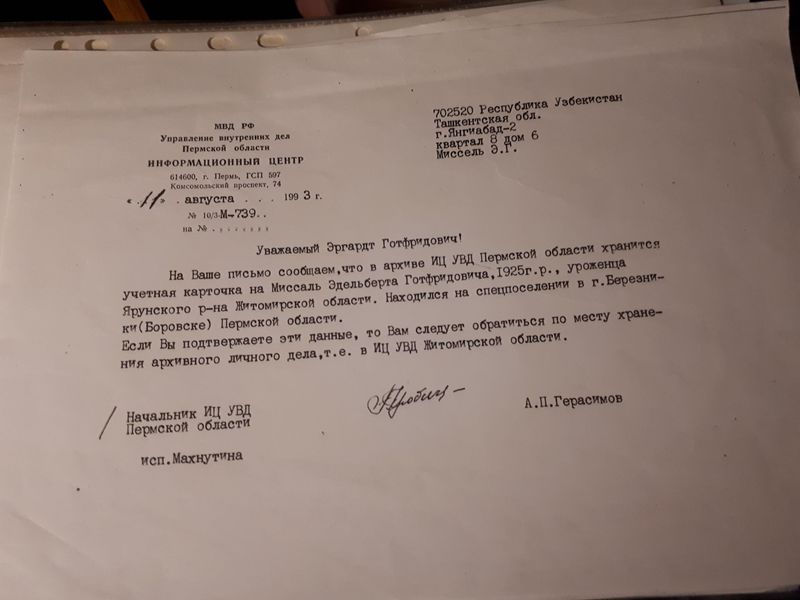 МВД РФ
Управление внутренних дел
Пермской области
ИНФОРМАЦИОННЫЙ ЦЕНТР
614600, г. Пермь, ГСП 597
Комсомольский проспект, 74
« .11» . августа . . . 1993 г.
№ 10/3-М-739. .
на № . . . . . . . .
702520 Республика Узбекистан
Ташкентская обл.
г.Янгиабад-2
квартал 8 дом 6
Миссель Э.Г.
Уважаемый Эргардт Готфридович!
На Ваше письмо сообщаем,что в архиве ИЦ УВД Пермской области хранится
учетная карточка на Миссаль Эдельберта Готфридовича,1925г.р., уроженца
Ярунского р-на Житомирской области. Находился на спецпоселении в г.Березни-
ки(Боровске) Пермской области.
Если Вы подтвержаете эти данные, то Вам следует обратиться по месту хране-
ния архивного личного дела,т.е. в ИЦ УВД Житомирской области.
Начальник ИЦ УВД
Пермской области
А.П.Герасимов
исп.Махнутина